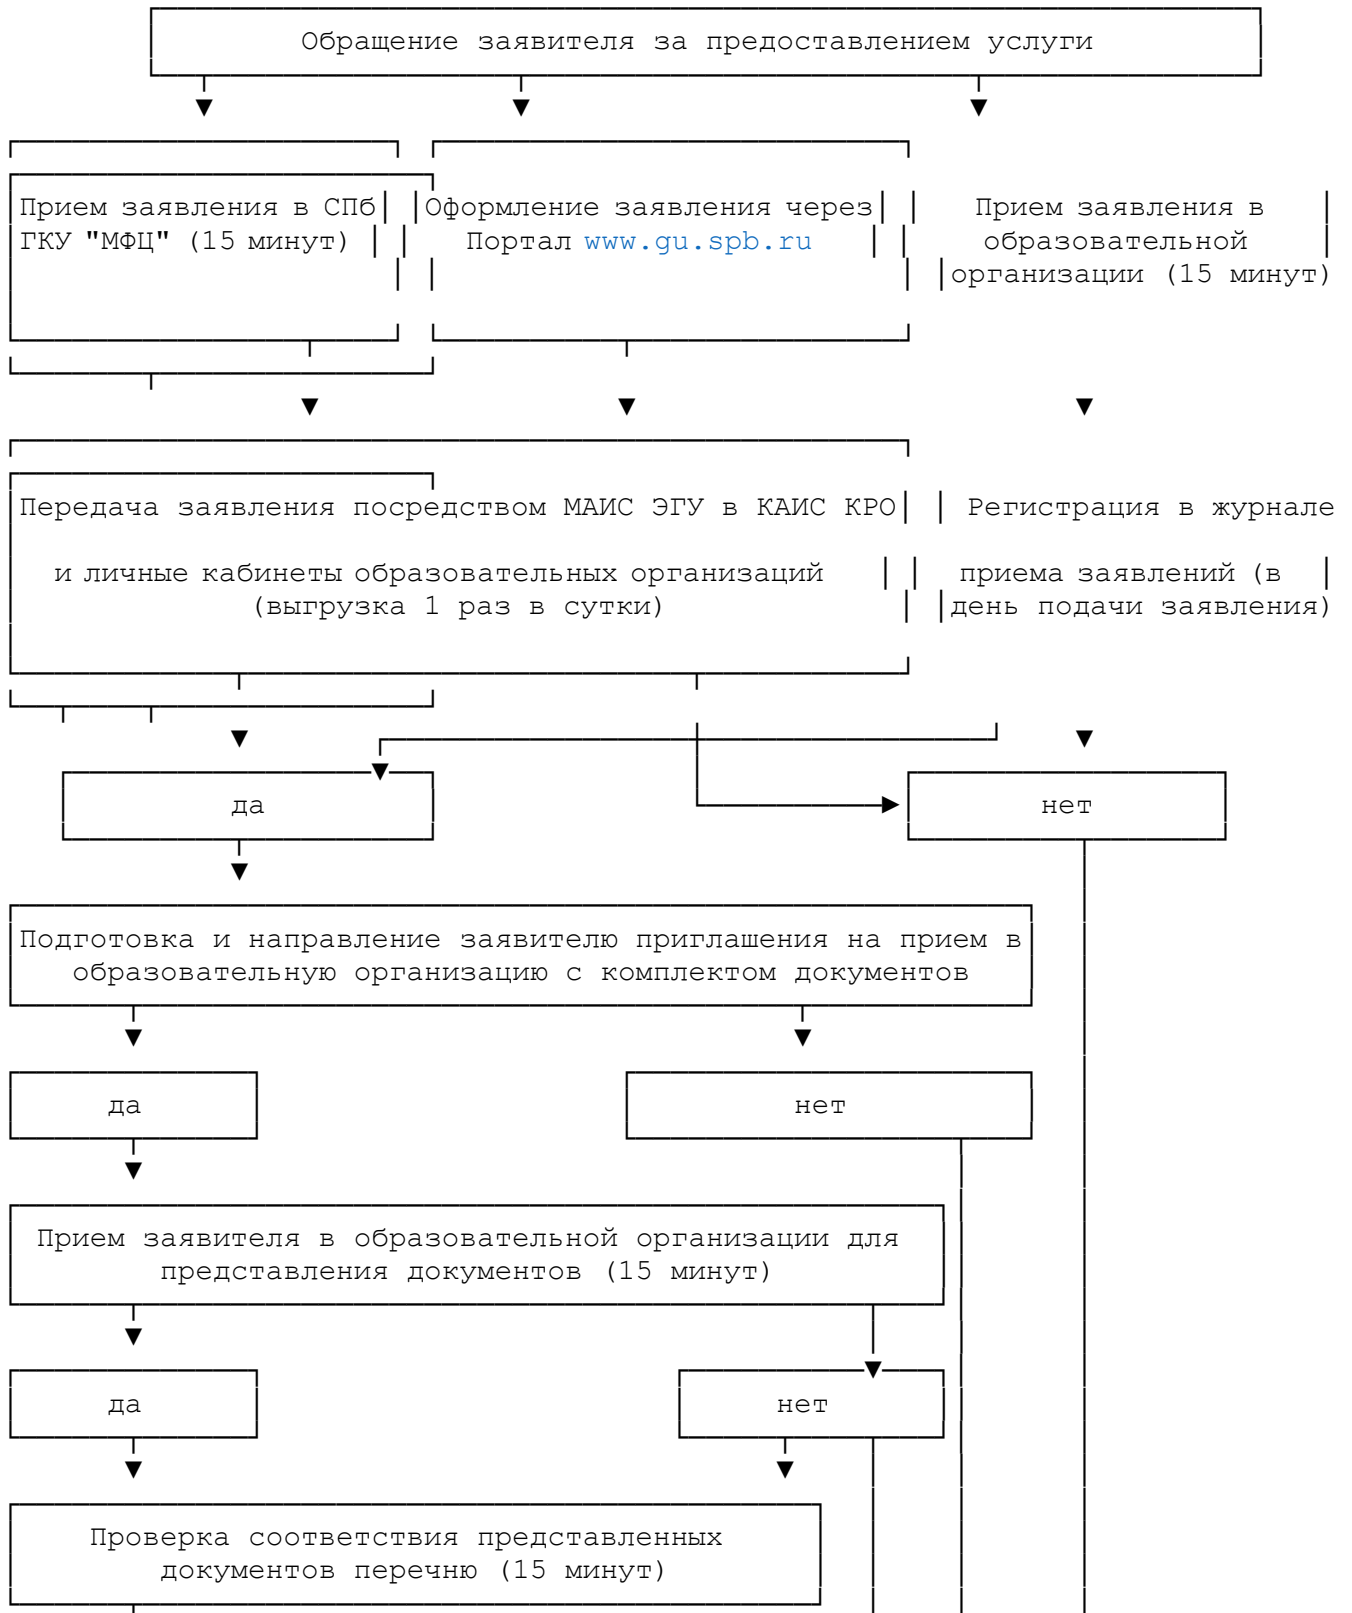 Обращение заявителя за предоставлением услуги
Прием заявления в СПб
ГКУ "МФЦ" (15 минут)
Оформление заявления через
Портал www.gu.spb.ru
Прием заявления в
образовательной
организации (15 минут)
Передача заявления посредством МАИС ЭГУ в КАИС КРО
и личные кабинеты образовательных организаций
(выгрузка 1 раз в сутки)
Регистрация в журнале
приема заявлений (в
день подачи заявления)
да
нет
Подготовка и направление заявителю приглашения на прием в
образовательную организацию с комплектом документов
да
нет
Прием заявителя в образовательной организации для
представления документов (15 минут)
да
нет
Проверка соответствия представленных
документов перечню (15 минут)